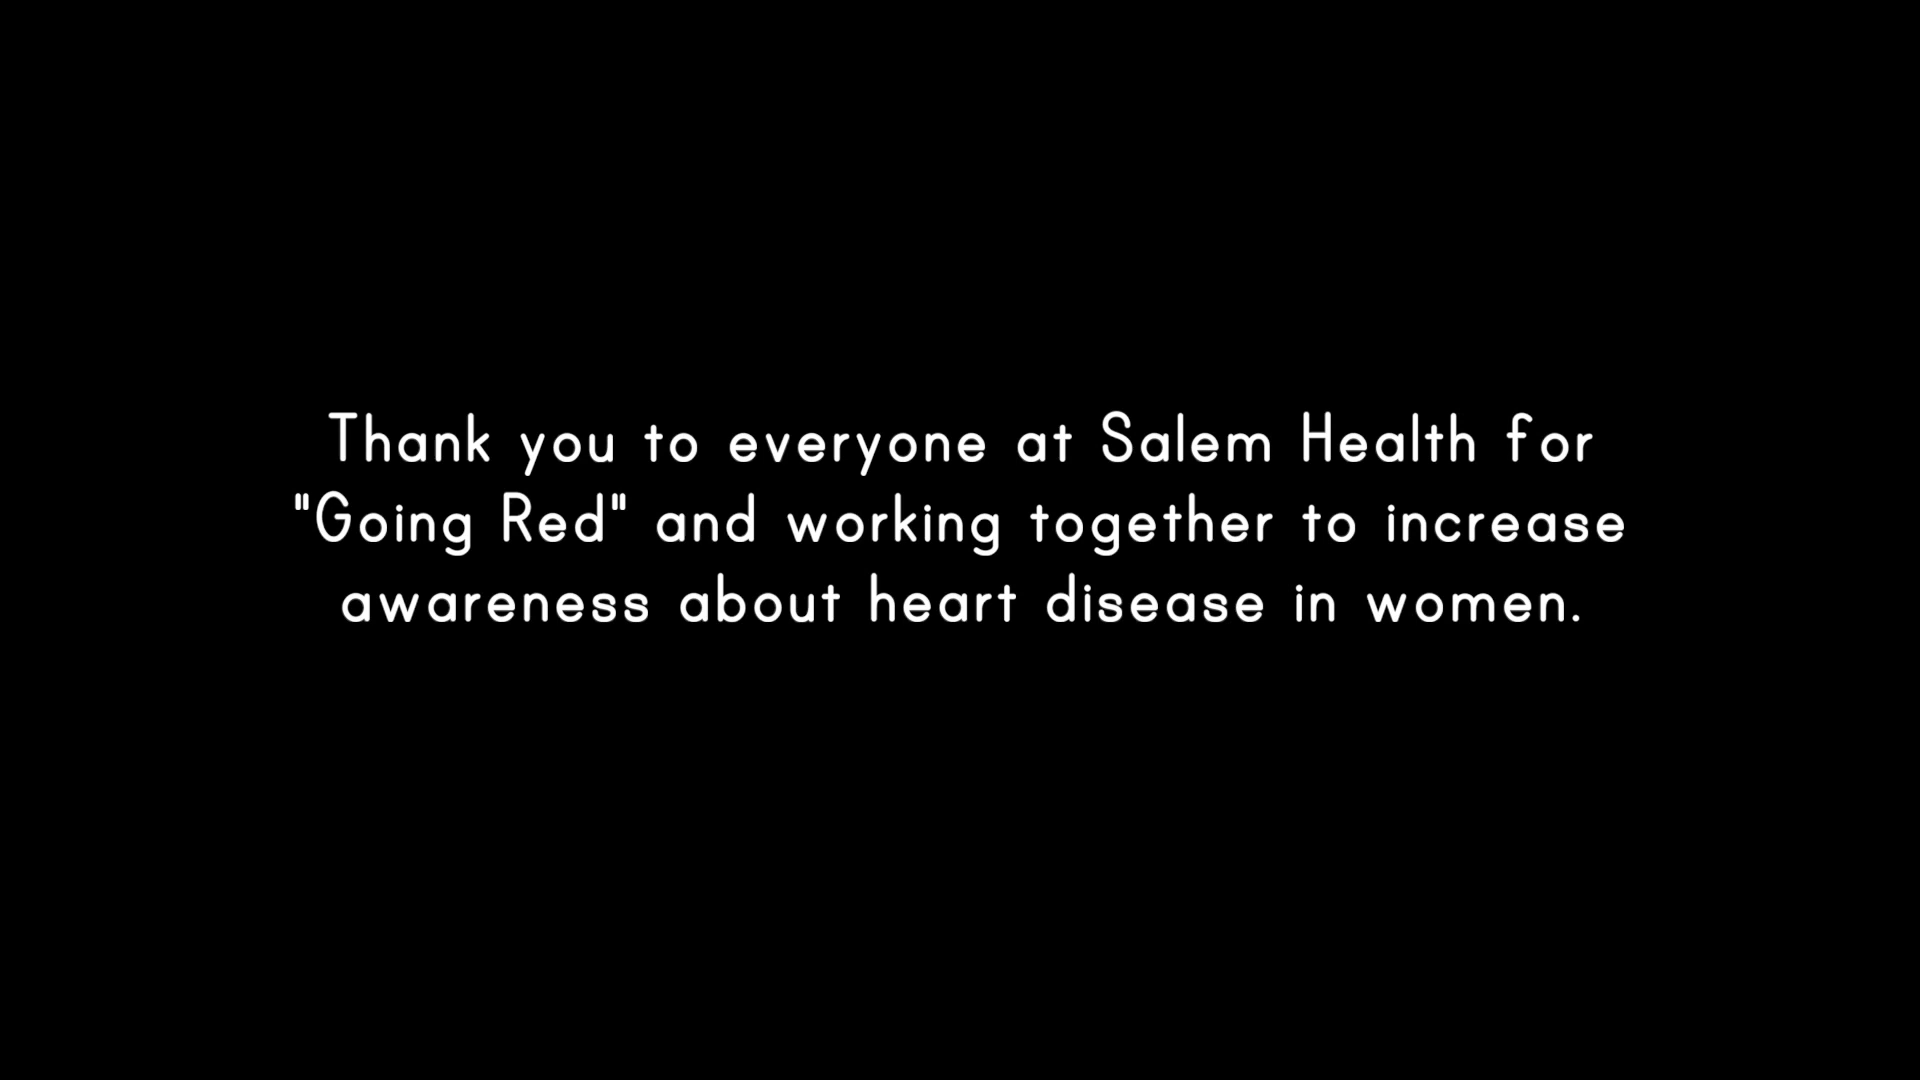 Thank you to everyone at Salem Health for
"Going Red" and working together to increase
awareness about heart disease in women.